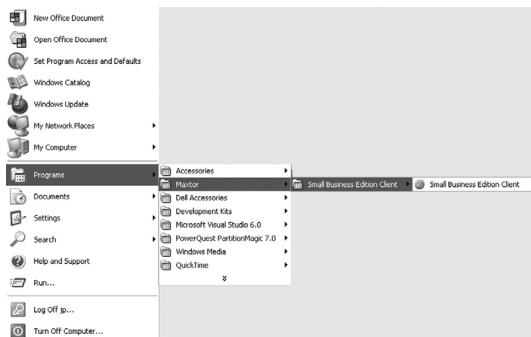 New Office Document
Open Office Document
Set Program Access and Defaults
Windows Catalog
Windows Update
My Network Places
My Computer
Programs
Documents
Settings
Search
Help and Support
Run...
Log Off jp...
Turn Off Computer...
Accessories
Maxtor
Dell Accessories
Development Kits
Microsoft Visual Studio 6.0
PowerQuest PartitionMagic 7.0
Windows Media
QuickTime
Small Business Edition Client
Small Business Edition Client